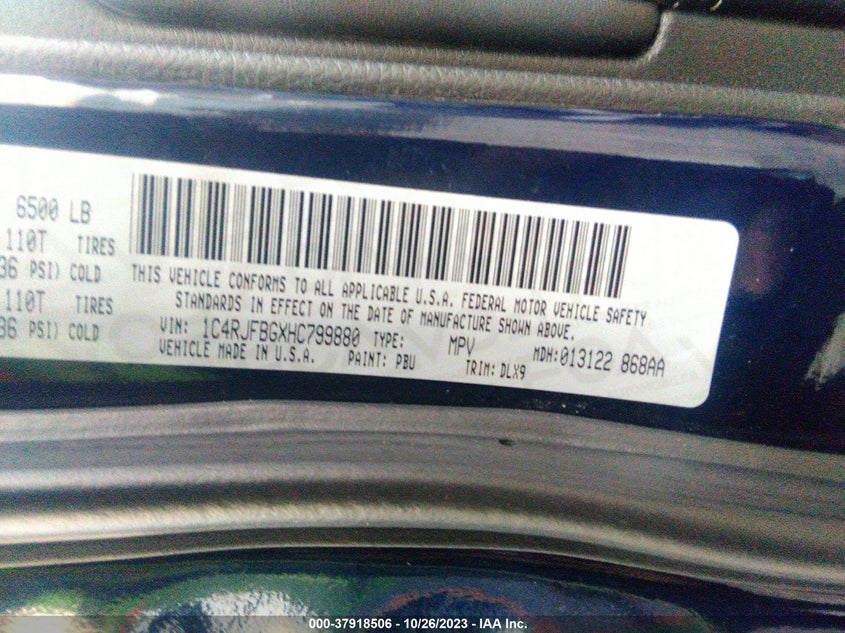 6500 LB
110T TIRES
36 PSI) COLD
110T TIRES
36 PSI) COLD
THIS VEHICLE CONFORMS TO ALL APPLICABLE U.S.A. FEDERAL MOTOR VEHICLE SAFETY
STANDARDS IN EFFECT ON THE DATE OF MANUFACTURE SHOWN ABOVE.
VIN: 1C4RJFBGXHC799880 TYPE: MPV MDH: 013122 868AA
VEHICLE MADE IN U.S.A. PAINT: PBU TRIM: DLX9
000-37918506 - 10/26/2023 - IAA Inc.